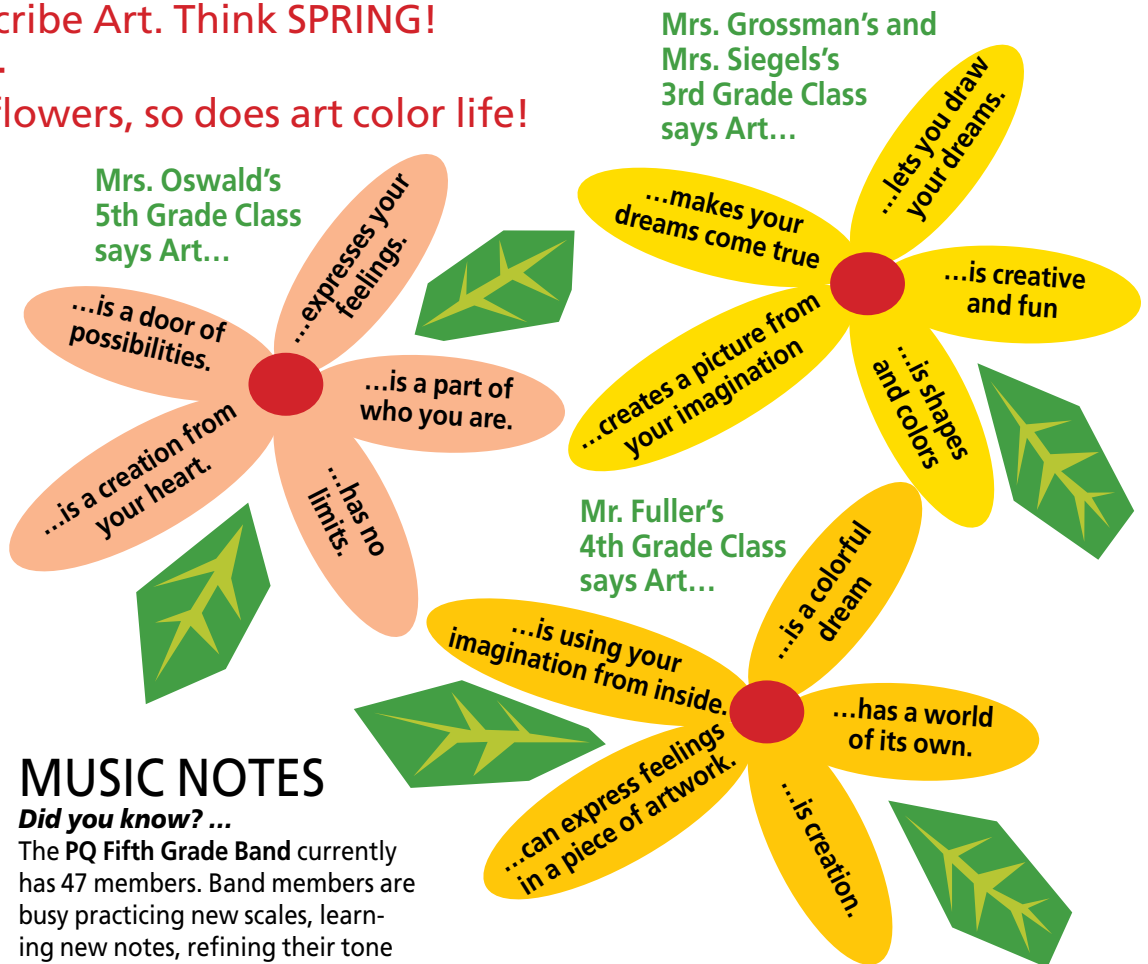 cribe Art. Think SPRING!
flowers, so does art color life!
Mrs. Oswald's
5th Grade Class
says Art…
…expresses your
feelings.
…is a door of
possibilities.
…is a part of
who you are.
…is a creation from
your heart.
…has no
limits.
Mrs. Grossman's and
Mrs. Siegels's
3rd Grade Class
says Art…
…lets you draw
your dreams.
…makes your
dreams come true
…is creative
and fun
…creates a picture from
your imagination
…is shapes
and colors
Mr. Fuller's
4th Grade Class
says Art…
…is a colorful
dream
…is using your
imagination from inside.
…has a world
of its own.
…can express feelings
in a piece of artwork.
…is creation.
MUSIC NOTES
Did you know? ...
The PQ Fifth Grade Band currently
has 47 members. Band members are
busy practicing new scales, learn-
ing new notes, refining their tone